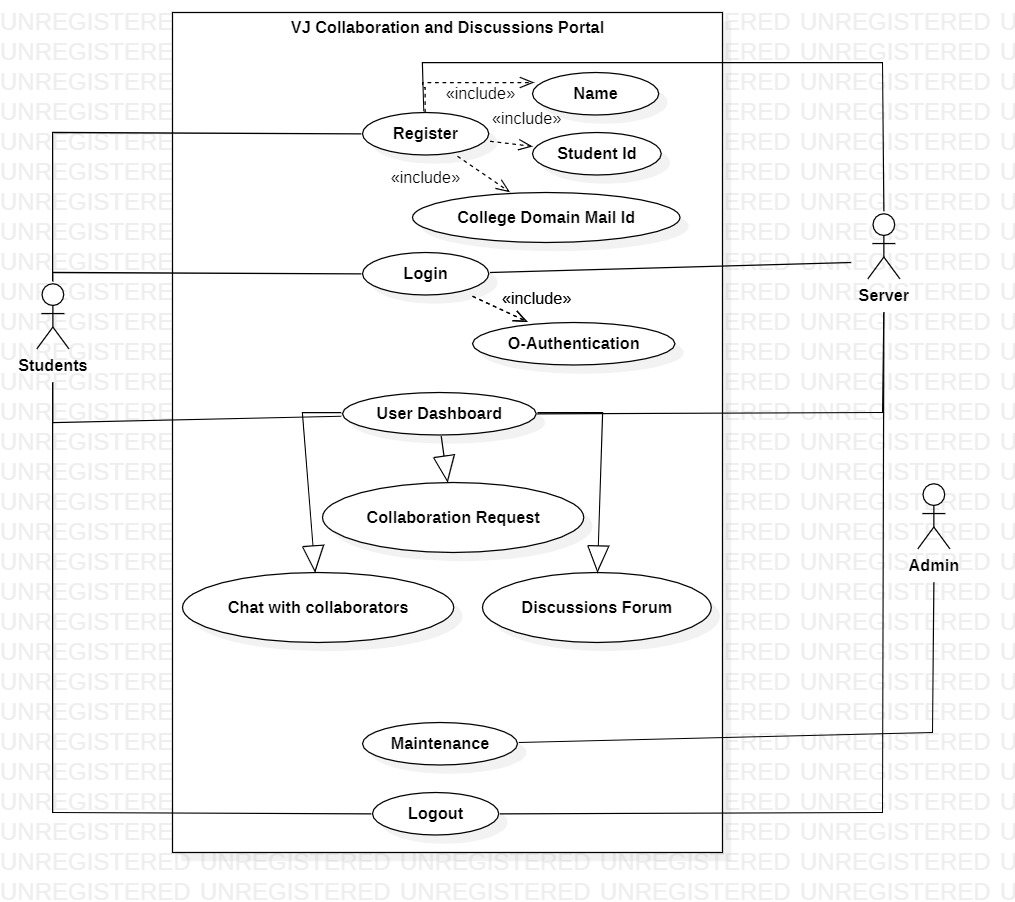 VJ Collaboration and Discussions Portal
«include»
Name
«include»
Register
Student Id
«include»
College Domain Mail Id
Login
Server
«include»
O-Authentication
Students
User Dashboard
Collaboration Request
Admin
Chat with collaborators
Discussions Forum
Maintenance
Logout
UNREGISTERED